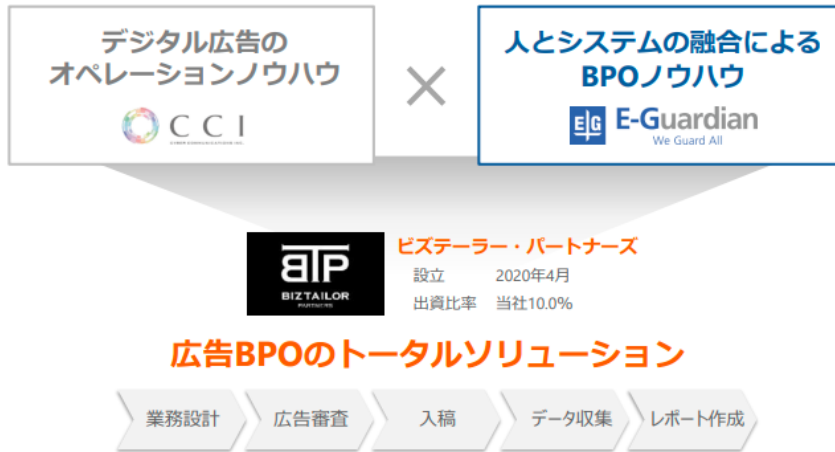 デジタル広告の
オペレーションノウハウ
CCI
CYBER COMMUNICATIONS INC.
×
人とシステムの融合による
BPOノウハウ
EG E-Guardian
We Guard All
BTP
BIZTAILOR
PARTNERS
ビズテーラー・パートナーズ
設立 2020年4月
出資比率 当社10.0%
広告BPOのトータルソリューション
業務設計 広告審査 入稿 データ収集 レポート作成